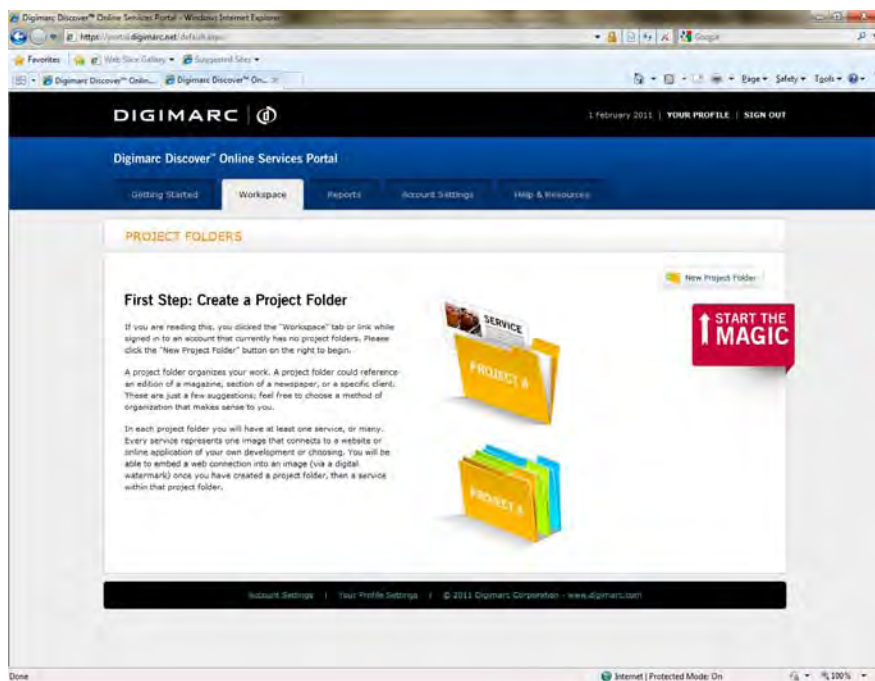 Digimarc Discover™ Online Services Portal - Windows Internet Explorer
https://portal.digimarc.net/default.aspx
Google
Favorites
Web Slice Gallery
Suggested Sites
Digimarc Discover™ Onlin...
Digimarc Discover™ On...
Page
Safety
Tools
DIGIMARC
1 February 2011 | YOUR PROFILE | SIGN OUT
Digimarc Discover™ Online Services Portal
Getting Started
Workspace
Reports
Account Settings
Help & Resources
PROJECT FOLDERS
New Project Folder
First Step: Create a Project Folder
If you are reading this, you clicked the "Workspace" tab or link while
signed in to an account that currently has no project folders. Please
click the "New Project Folder" button on the right to begin.
A project folder organizes your work. A project folder could reference
an edition of a magazine, section of a newspaper, or a specific client.
These are just a few suggestions; feel free to choose a method of
organization that makes sense to you.
In each project folder you will have at least one service, or many.
Every service represents one image that connects to a website or
online application of your own development or choosing. You will be
able to embed a web connection into an image (via a digital
watermark) once you have created a project folder, then a service
within that project folder.
SERVICE
PROJECT A
START THE
MAGIC
PROJECT A
Account Settings | Your Profile Settings | © 2011 Digimarc Corporation - www.digimarc.com
Done
Internet | Protected Mode: On
100%